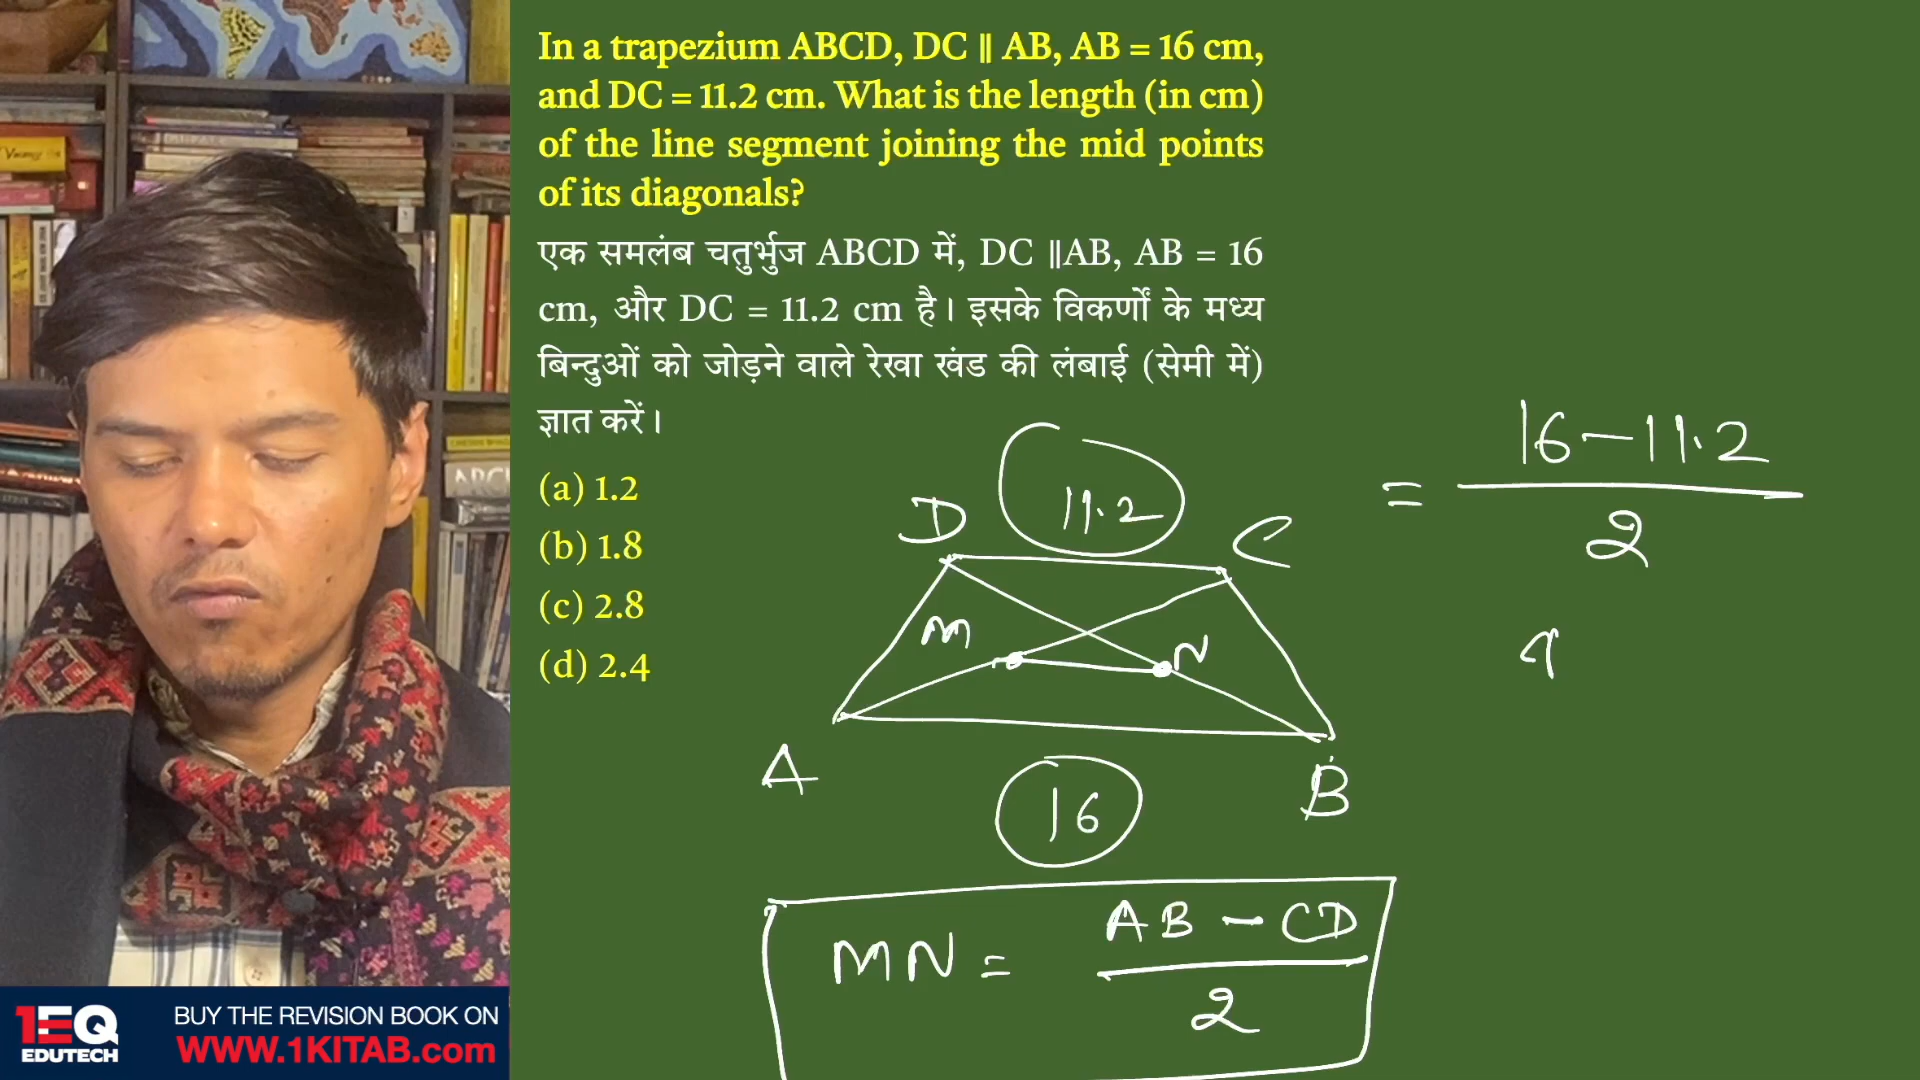 In a trapezium ABCD, DC ∥ AB, AB = 16 cm,
and DC = 11.2 cm. What is the length (in cm)
of the line segment joining the mid points
of its diagonals?
एक समलंब चतुर्भुज ABCD में, DC ∥AB, AB = 16
cm, और DC = 11.2 cm है। इसके विकर्णों के मध्य
बिन्दुओं को जोड़ने वाले रेखा खंड की लंबाई (सेमी में)
ज्ञात करें।
(a) 1.2
(b) 1.8
(c) 2.8
(d) 2.4
D 11.2 C
M N
A B
16
MN = AB - CD
2
= 16-11.2
2
1EQ
EDUTECH
BUY THE REVISION BOOK ON
WWW.1KITAB.com